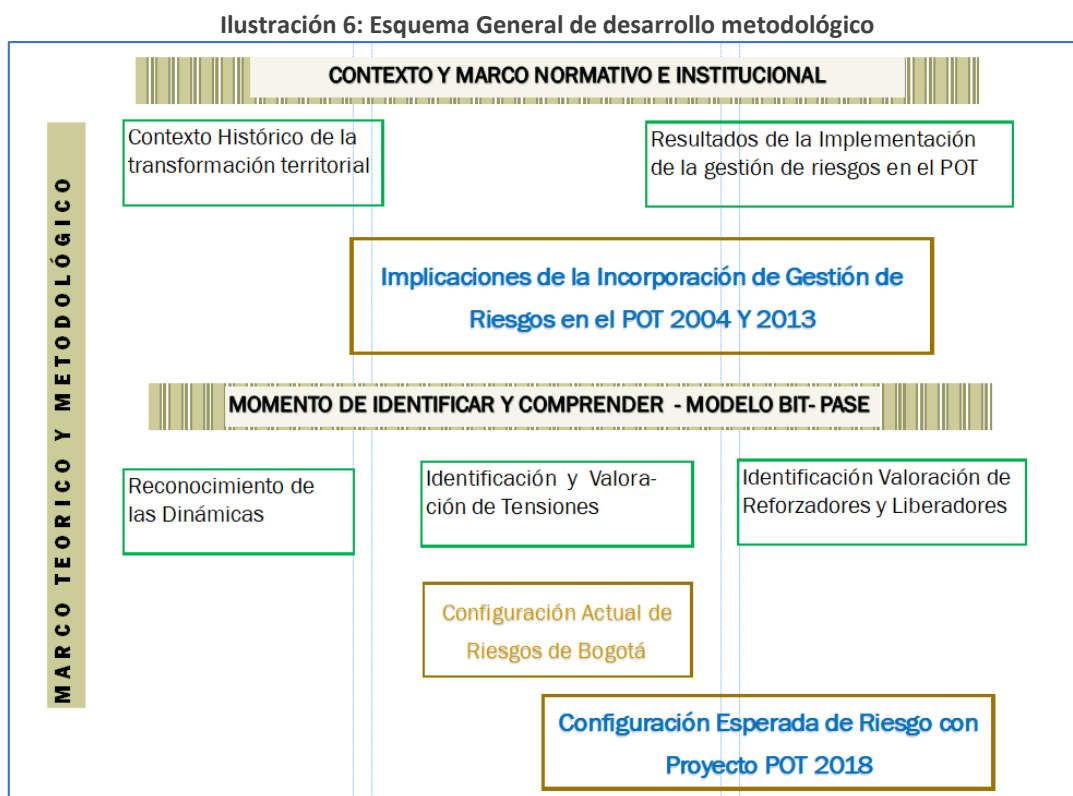 Ilustración 6: Esquema General de desarrollo metodológico
CONTEXTO Y MARCO NORMATIVO E INSTITUCIONAL
MARCO TEORICO Y METODOLÓGICO
Contexto Histórico de la
transformación territorial
Resultados de la Implementación
de la gestión de riesgos en el POT
Implicaciones de la Incorporación de Gestión de
Riesgos en el POT 2004 Y 2013
MOMENTO DE IDENTIFICAR Y COMPRENDER - MODELO BIT- PASE
Reconocimiento de
las Dinámicas
Identificación y Valora-
ción de Tensiones
Identificación Valoración de
Reforzadores y Liberadores
Configuración Actual de
Riesgos de Bogotá
Configuración Esperada de Riesgo con
Proyecto POT 2018